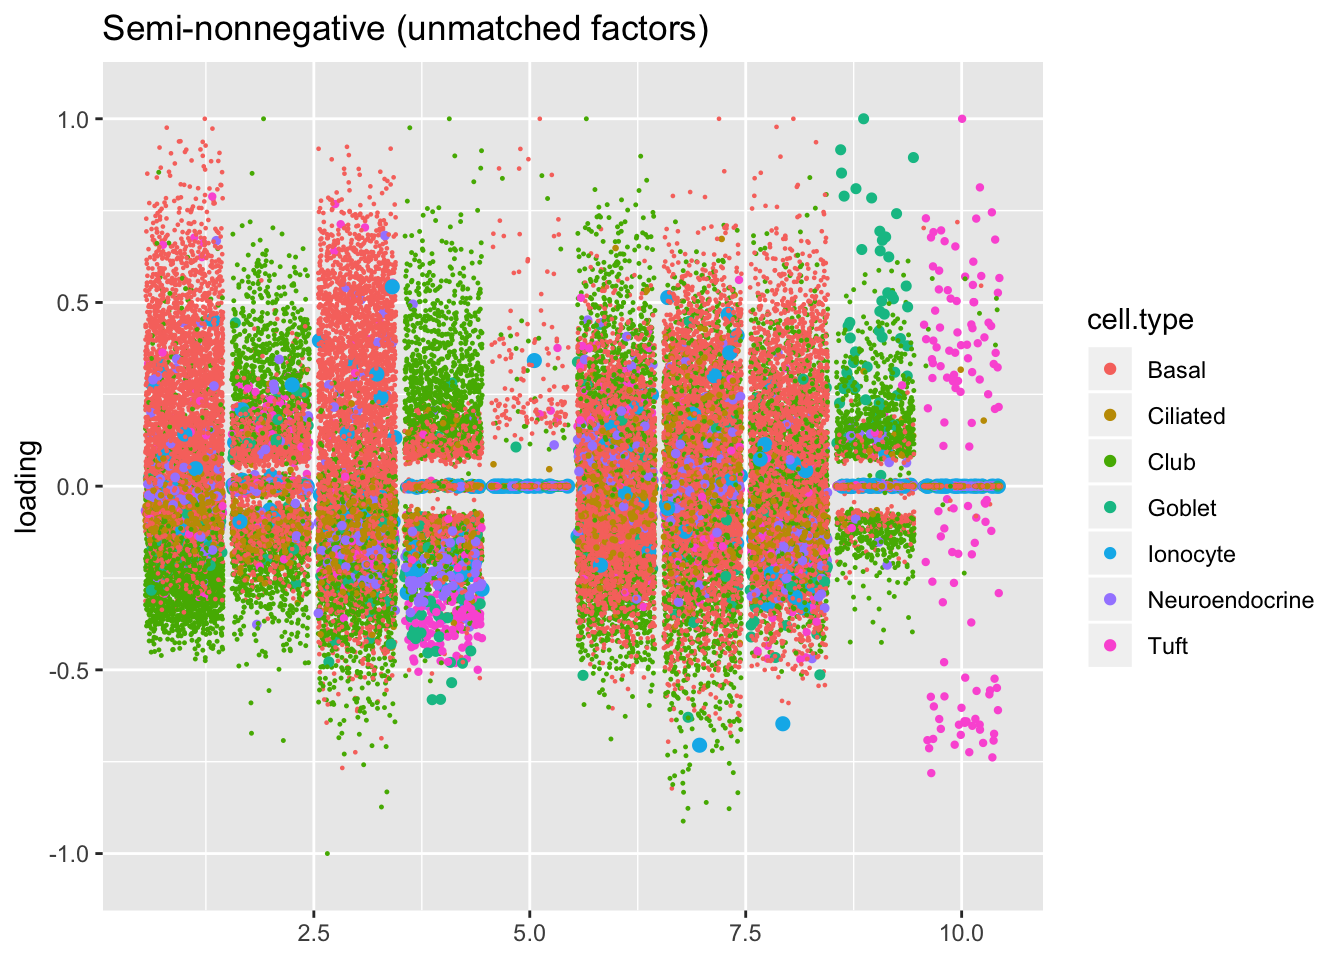 Semi-nonnegative (unmatched factors)
loading
1.0
0.5
0.0
-0.5
-1.0
2.5
5.0
7.5
10.0
cell.type
Basal
Ciliated
Club
Goblet
Ionocyte
Neuroendocrine
Tuft